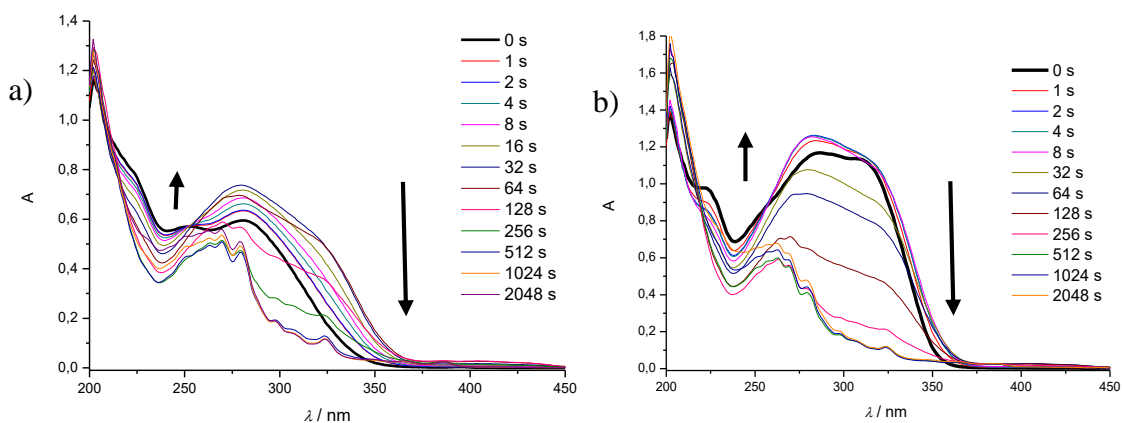 a)
A
1,4
1,2
1,0
0,8
0,6
0,4
0,2
0,0
200
250
300
350
400
450
λ / nm
0 s
1 s
2 s
4 s
8 s
16 s
32 s
64 s
128 s
256 s
512 s
1024 s
2048 s
b)
A
1,8
1,6
1,4
1,2
1,0
0,8
0,6
0,4
0,2
0,0
200
250
300
350
400
450
λ / nm
0 s
1 s
2 s
4 s
8 s
32 s
64 s
128 s
256 s
512 s
1024 s
2048 s